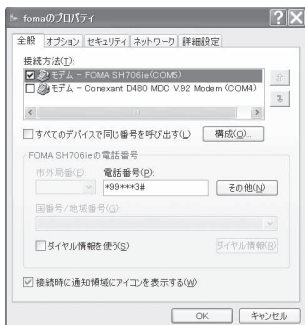 fomaのプロパティ
全般 オプション セキュリティ ネットワーク 詳細設定
接続方法(I):
モデム - FOMA SH706ie(COM5)
モデム - Conexant D480 MDC V.92 Modem (COM4)
すべてのデバイスで同じ番号を呼び出す(L) 構成(O)...
FOMA SH706ieの電話番号
市外局番(E): 電話番号(P):
*99***3# その他(N)
国番号/地域番号(G):
ダイヤル情報を使う(S) ダイヤル情報(R)
接続時に通知領域にアイコンを表示する(W)
OK キャンセル